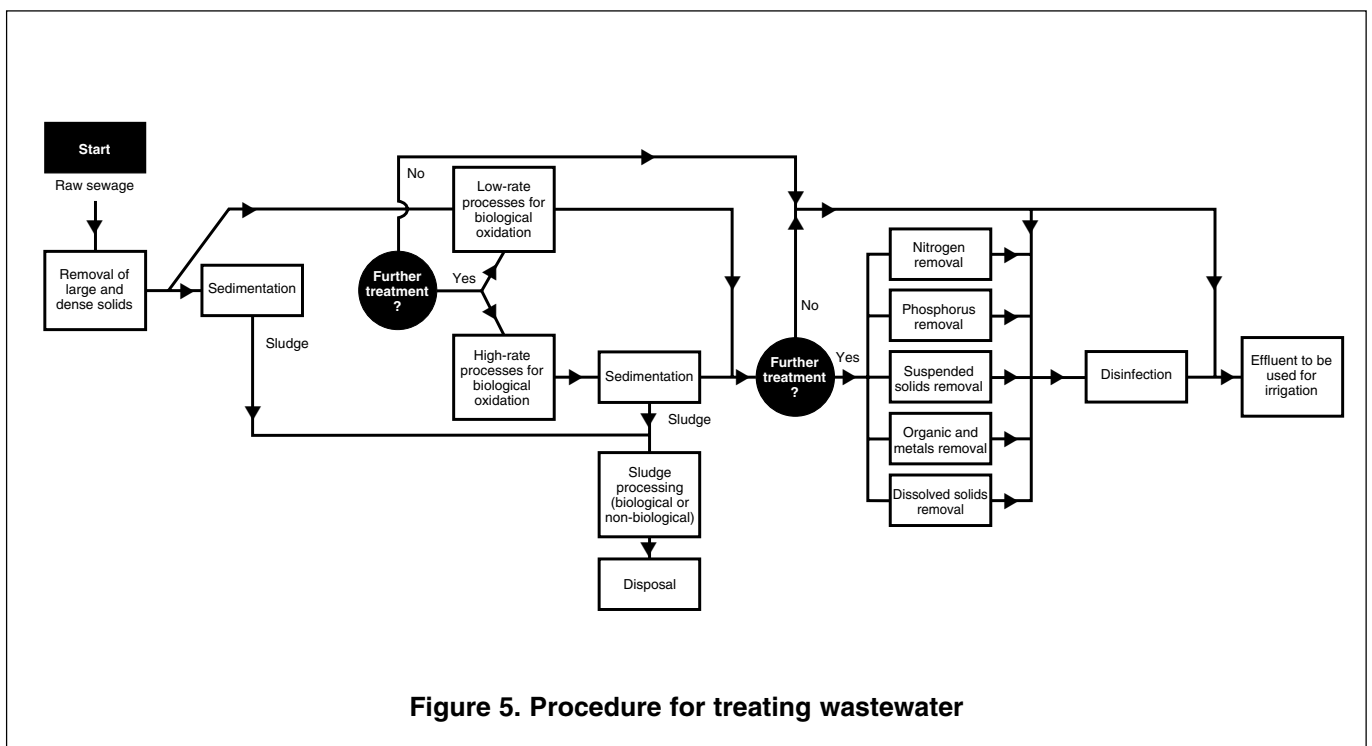 Start
Raw sewage
Removal of
large and
dense solids
Sedimentation
Sludge
No
Further
treatment
?
Yes
Low-rate
processes for
biological
oxidation
High-rate
processes for
biological
oxidation
Sedimentation
Sludge
Sludge
processing
(biological or
non-biological)
Disposal
Further
treatment
?
No
Yes
Nitrogen
removal
Phosphorus
removal
Suspended
solids removal
Organic and
metals removal
Dissolved solids
removal
Disinfection
Effluent to be
used for
irrigation
Figure 5. Procedure for treating wastewater